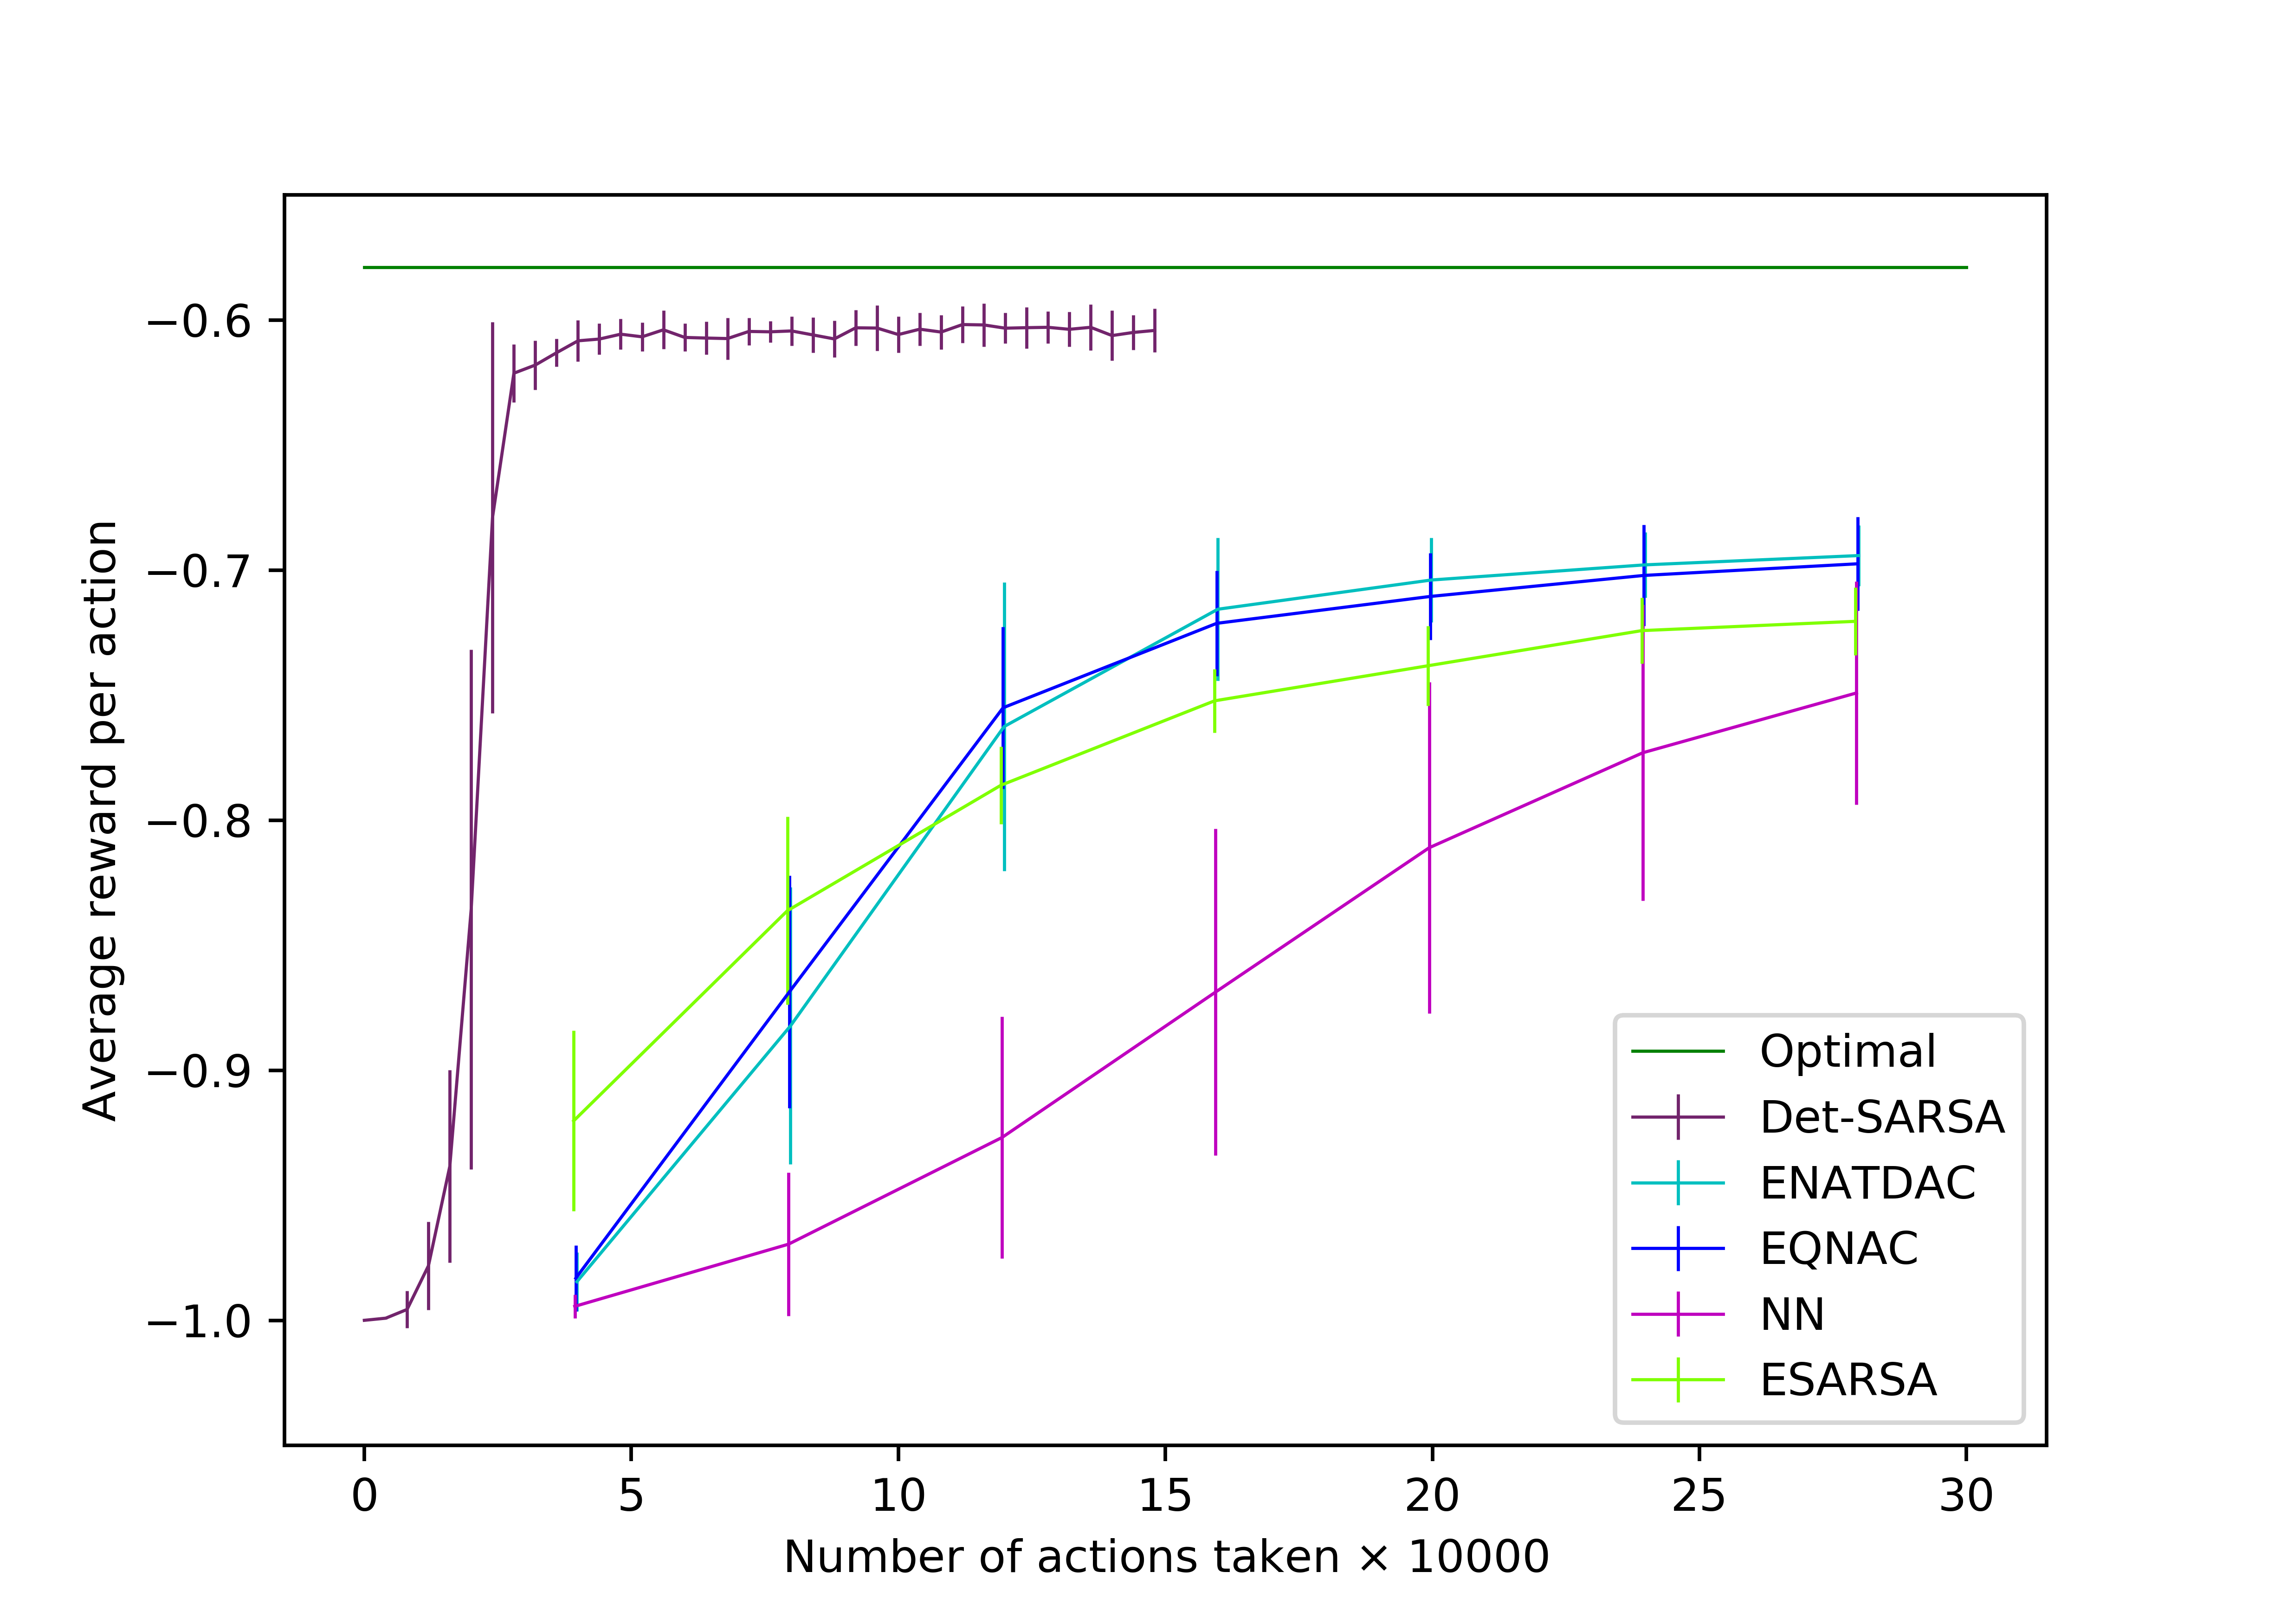 −0.6
−0.7
−0.8
−0.9
−1.0
Average reward per action
0 5 10 15 20 25 30
Number of actions taken × 10000
Optimal
Det-SARSA
ENATDAC
EQNAC
NN
ESARSA